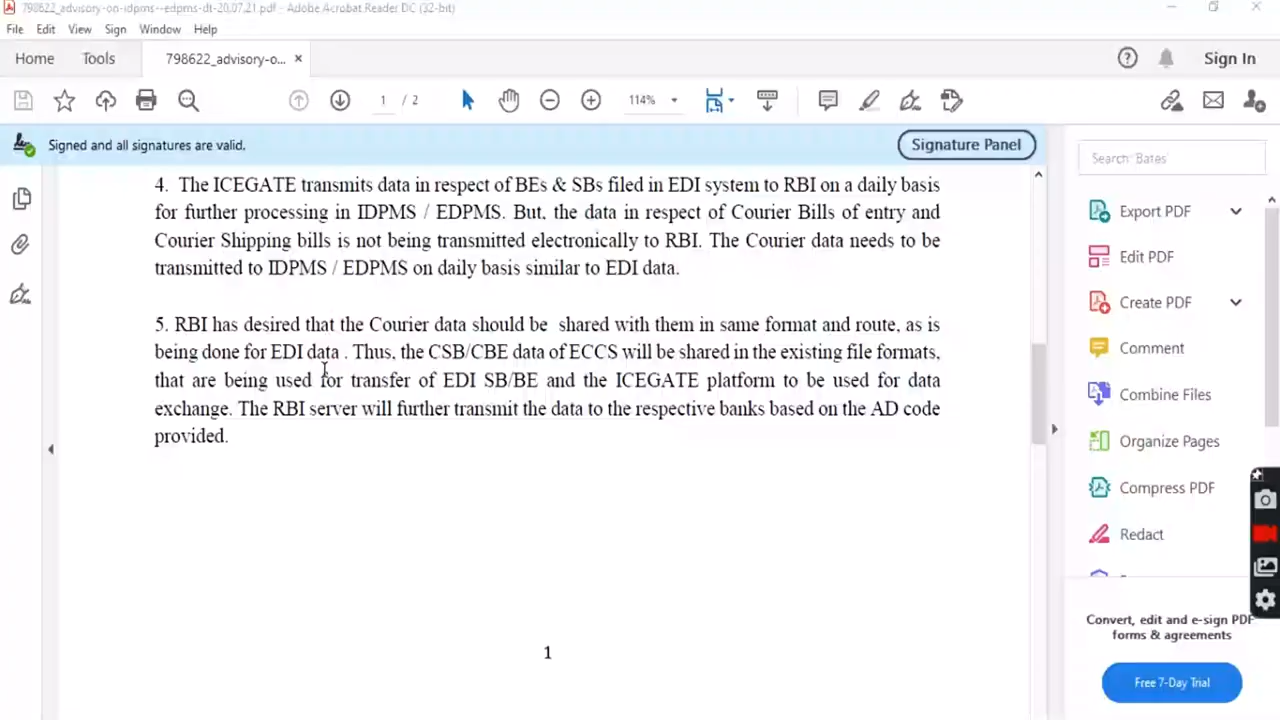 798622_advisory-on-idpms--edpms-dt-20.07.21.pdf - Adobe Acrobat Reader DC (32-bit)
File Edit View Sign Window Help
Home Tools 798622_advisory-o... × Sign In
1 / 2 114%
Signed and all signatures are valid. Signature Panel
4. The ICEGATE transmits data in respect of BEs & SBs filed in EDI system to RBI on a daily basis
for further processing in IDPMS / EDPMS. But, the data in respect of Courier Bills of entry and
Courier Shipping bills is not being transmitted electronically to RBI. The Courier data needs to be
transmitted to IDPMS / EDPMS on daily basis similar to EDI data.
5. RBI has desired that the Courier data should be shared with them in same format and route, as is
being done for EDI data . Thus, the CSB/CBE data of ECCS will be shared in the existing file formats,
that are being used for transfer of EDI SB/BE and the ICEGATE platform to be used for data
exchange. The RBI server will further transmit the data to the respective banks based on the AD code
provided.
1
Search 'Bates'
Export PDF
Edit PDF
Create PDF
Comment
Combine Files
Organize Pages
Compress PDF
Redact
Convert, edit and e-sign PDF
forms & agreements
Free 7-Day Trial